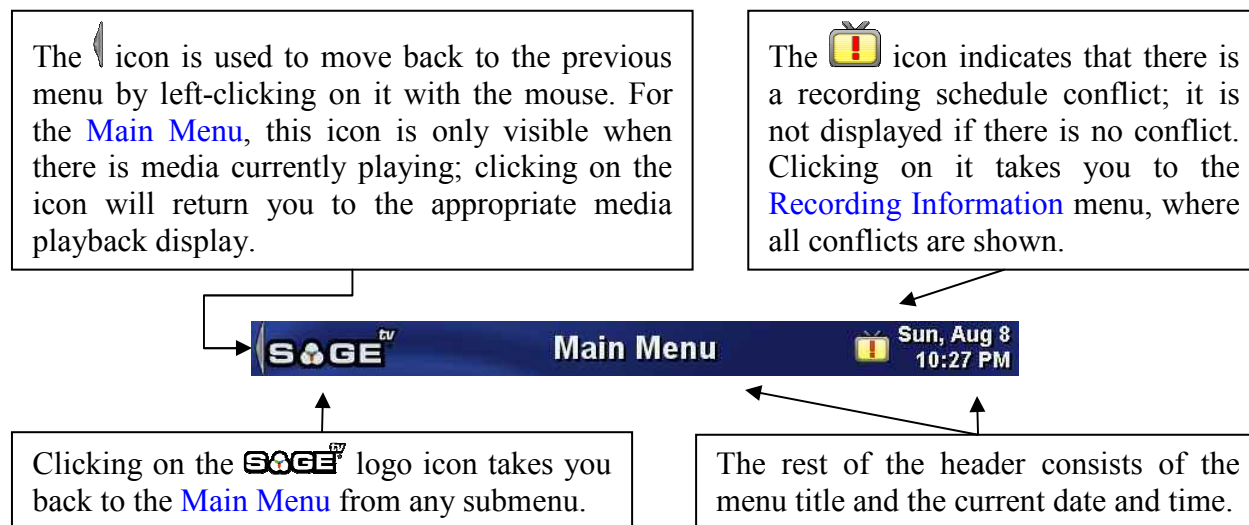 The icon is used to move back to the previous
menu by left-clicking on it with the mouse. For
the Main Menu, this icon is only visible when
there is media currently playing; clicking on the
icon will return you to the appropriate media
playback display.
The ! icon indicates that there is
a recording schedule conflict; it is
not displayed if there is no conflict.
Clicking on it takes you to the
Recording Information menu, where
all conflicts are shown.
SAGE tv Main Menu ! Sun, Aug 8
10:27 PM
Clicking on the SAGE tv logo icon takes you
back to the Main Menu from any submenu.
The rest of the header consists of the
menu title and the current date and time.